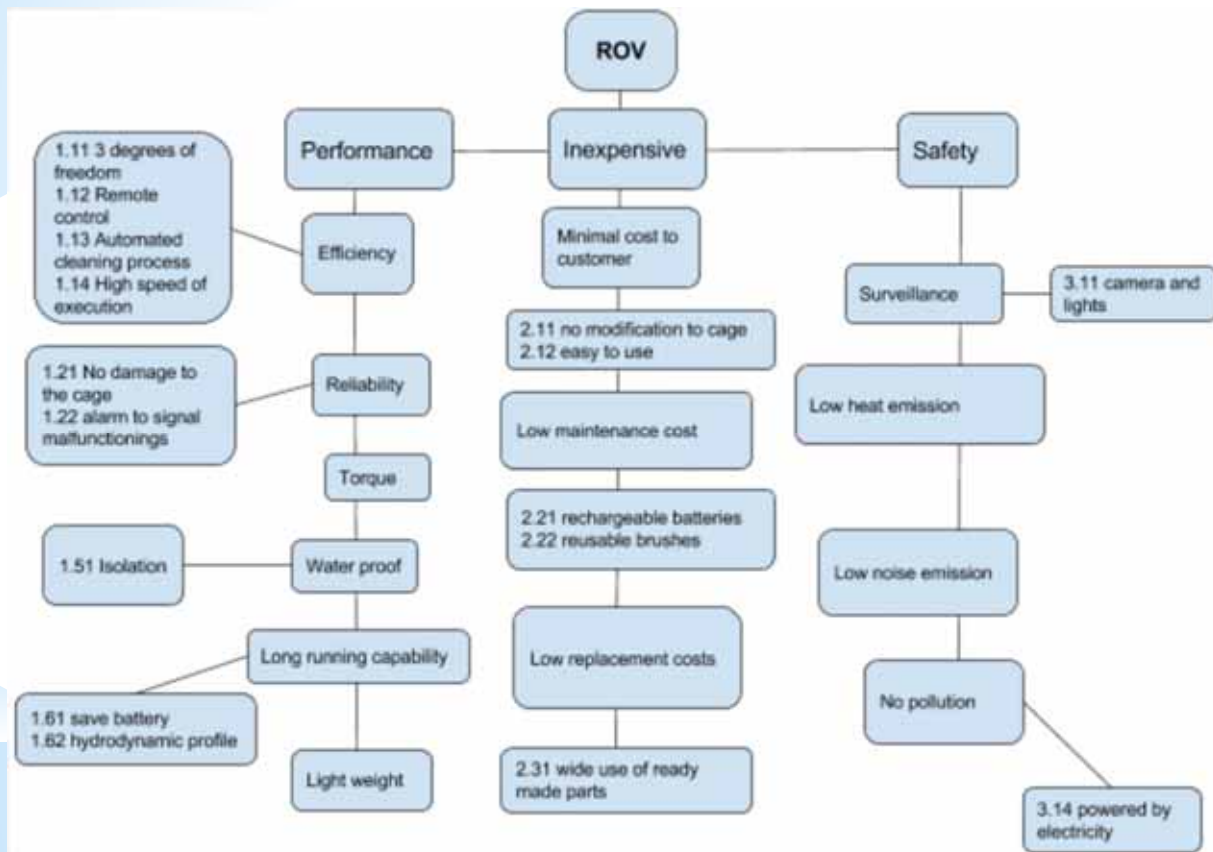 ROV
Performance
Inexpensive
Safety
1.11 3 degrees of
freedom
1.12 Remote
control
1.13 Automated
cleaning process
1.14 High speed of
execution
Efficiency
1.21 No damage to
the cage
1.22 alarm to signal
malfunctionings
Reliability
Torque
1.51 Isolation
Water proof
Long running capability
1.61 save battery
1.62 hydrodynamic profile
Light weight
Minimal cost to
customer
2.11 no modification to cage
2.12 easy to use
Low maintenance cost
2.21 rechargeable batteries
2.22 reusable brushes
Low replacement costs
2.31 wide use of ready
made parts
Surveillance
3.11 camera and
lights
Low heat emission
Low noise emission
No pollution
3.14 powered by
electricity